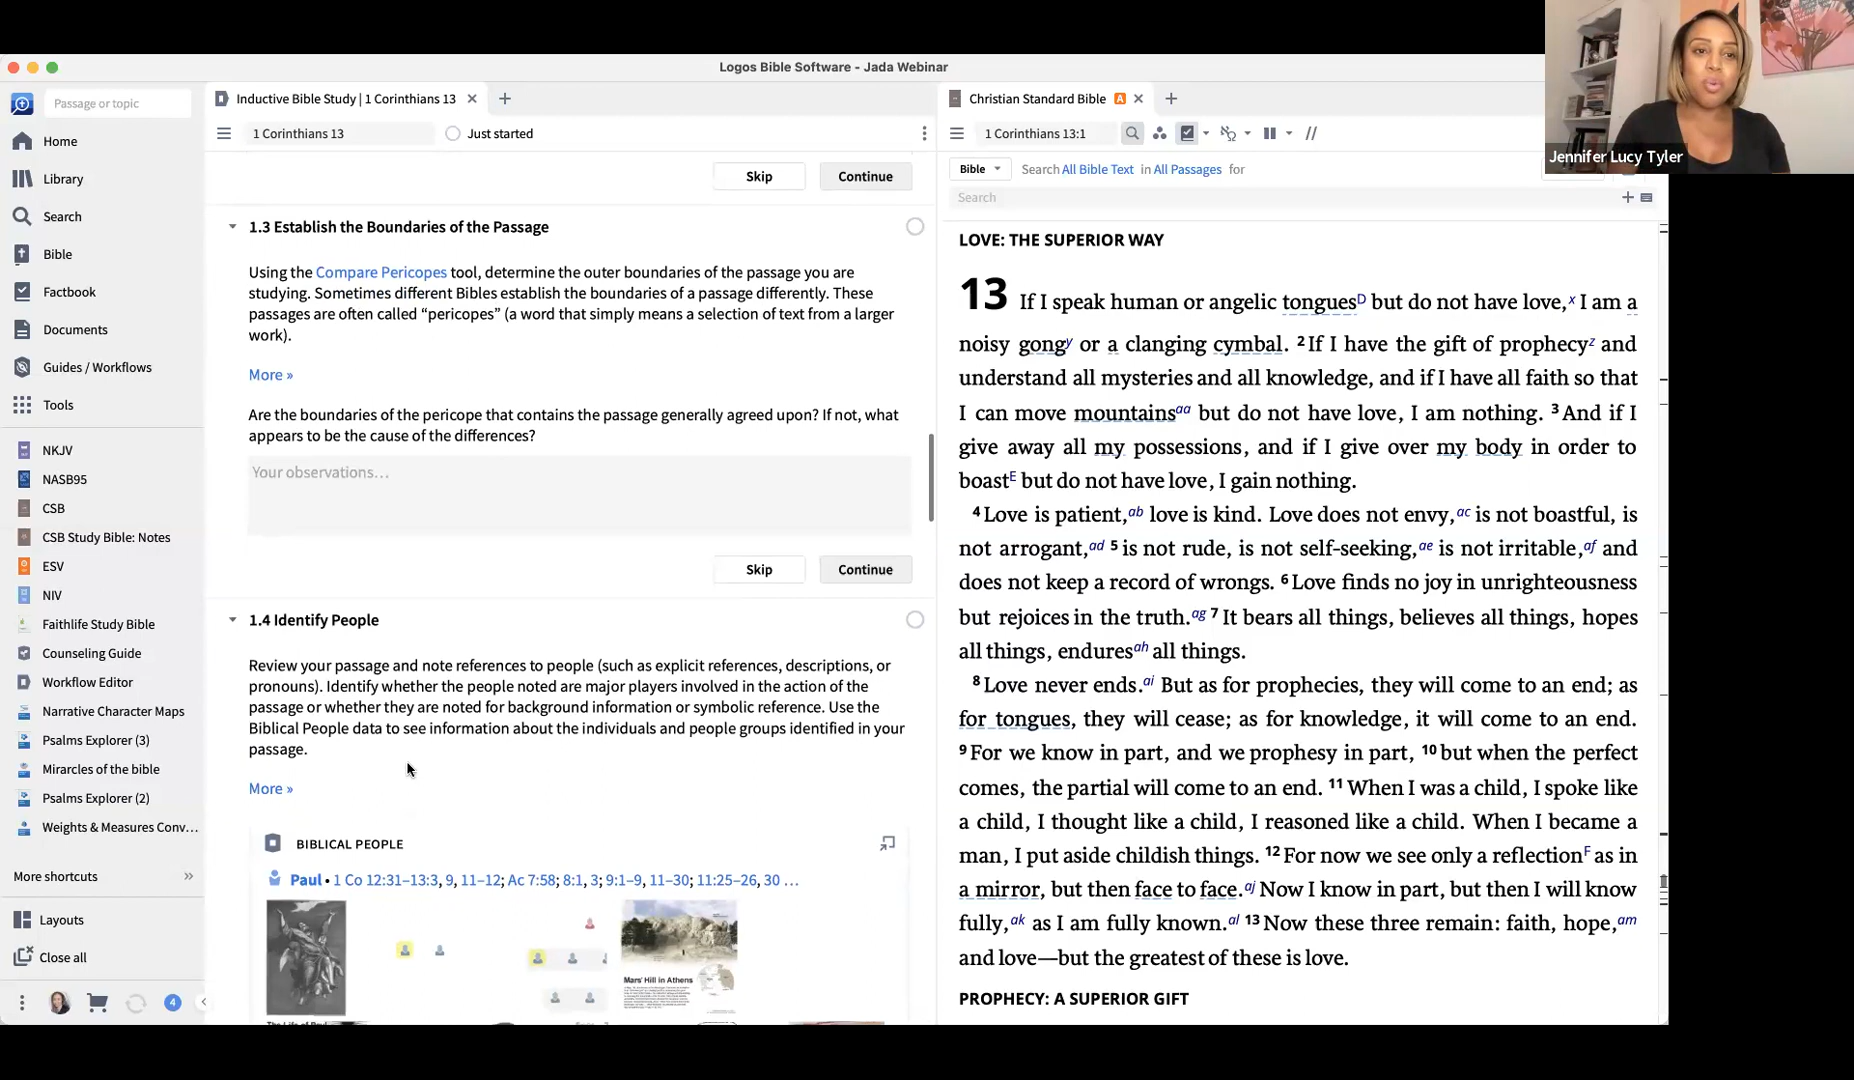 Logos Bible Software - Jada Webinar
Jennifer Lucy Tyler
Passage or topic
Home
Library
Search
Bible
Factbook
Documents
Guides / Workflows
Tools
NKJV
NASB95
CSB
CSB Study Bible: Notes
ESV
NIV
Faithlife Study Bible
Counseling Guide
Workflow Editor
Narrative Character Maps
Psalms Explorer (3)
Mirarcles of the bible
Psalms Explorer (2)
Weights & Measures Conv...
More shortcuts »
Layouts
Close all
4
Inductive Bible Study | 1 Corinthians 13
1 Corinthians 13 Just started
Skip Continue
1.3 Establish the Boundaries of the Passage
Using the Compare Pericopes tool, determine the outer boundaries of the passage you are
studying. Sometimes different Bibles establish the boundaries of a passage differently. These
passages are often called “pericopes” (a word that simply means a selection of text from a larger
work).
More »
Are the boundaries of the pericope that contains the passage generally agreed upon? If not, what
appears to be the cause of the differences?
Your observations…
Skip Continue
1.4 Identify People
Review your passage and note references to people (such as explicit references, descriptions, or
pronouns). Identify whether the people noted are major players involved in the action of the
passage or whether they are noted for background information or symbolic reference. Use the
Biblical People data to see information about the individuals and people groups identified in your
passage.
More »
BIBLICAL PEOPLE
Paul • 1 Co 12:31–13:3, 9, 11–12; Ac 7:58; 8:1, 3; 9:1–9, 11–30; 11:25–26, 30 …
Mars' Hill in Athens
Christian Standard Bible A
1 Corinthians 13:1
Bible Search All Bible Text in All Passages for
Search
LOVE: THE SUPERIOR WAY
13 If I speak human or angelic tonguesD but do not have love,x I am a
noisy gongy or a clanging cymbal. 2 If I have the gift of prophecyz and
understand all mysteries and all knowledge, and if I have all faith so that
I can move mountainsaa but do not have love, I am nothing. 3 And if I
give away all my possessions, and if I give over my body in order to
boastE but do not have love, I gain nothing.
4 Love is patient,ab love is kind. Love does not envy,ac is not boastful, is
not arrogant,ad 5 is not rude, is not self-seeking,ae is not irritable,af and
does not keep a record of wrongs. 6 Love finds no joy in unrighteousness
but rejoices in the truth.ag 7 It bears all things, believes all things, hopes
all things, enduresah all things.
8 Love never ends.ai But as for prophecies, they will come to an end; as
for tongues, they will cease; as for knowledge, it will come to an end.
9 For we know in part, and we prophesy in part, 10 but when the perfect
comes, the partial will come to an end. 11 When I was a child, I spoke like
a child, I thought like a child, I reasoned like a child. When I became a
man, I put aside childish things. 12 For now we see only a reflectionF as in
a mirror, but then face to face.aj Now I know in part, but then I will know
fully,ak as I am fully known.al 13 Now these three remain: faith, hope,am
and love—but the greatest of these is love.
PROPHECY: A SUPERIOR GIFT